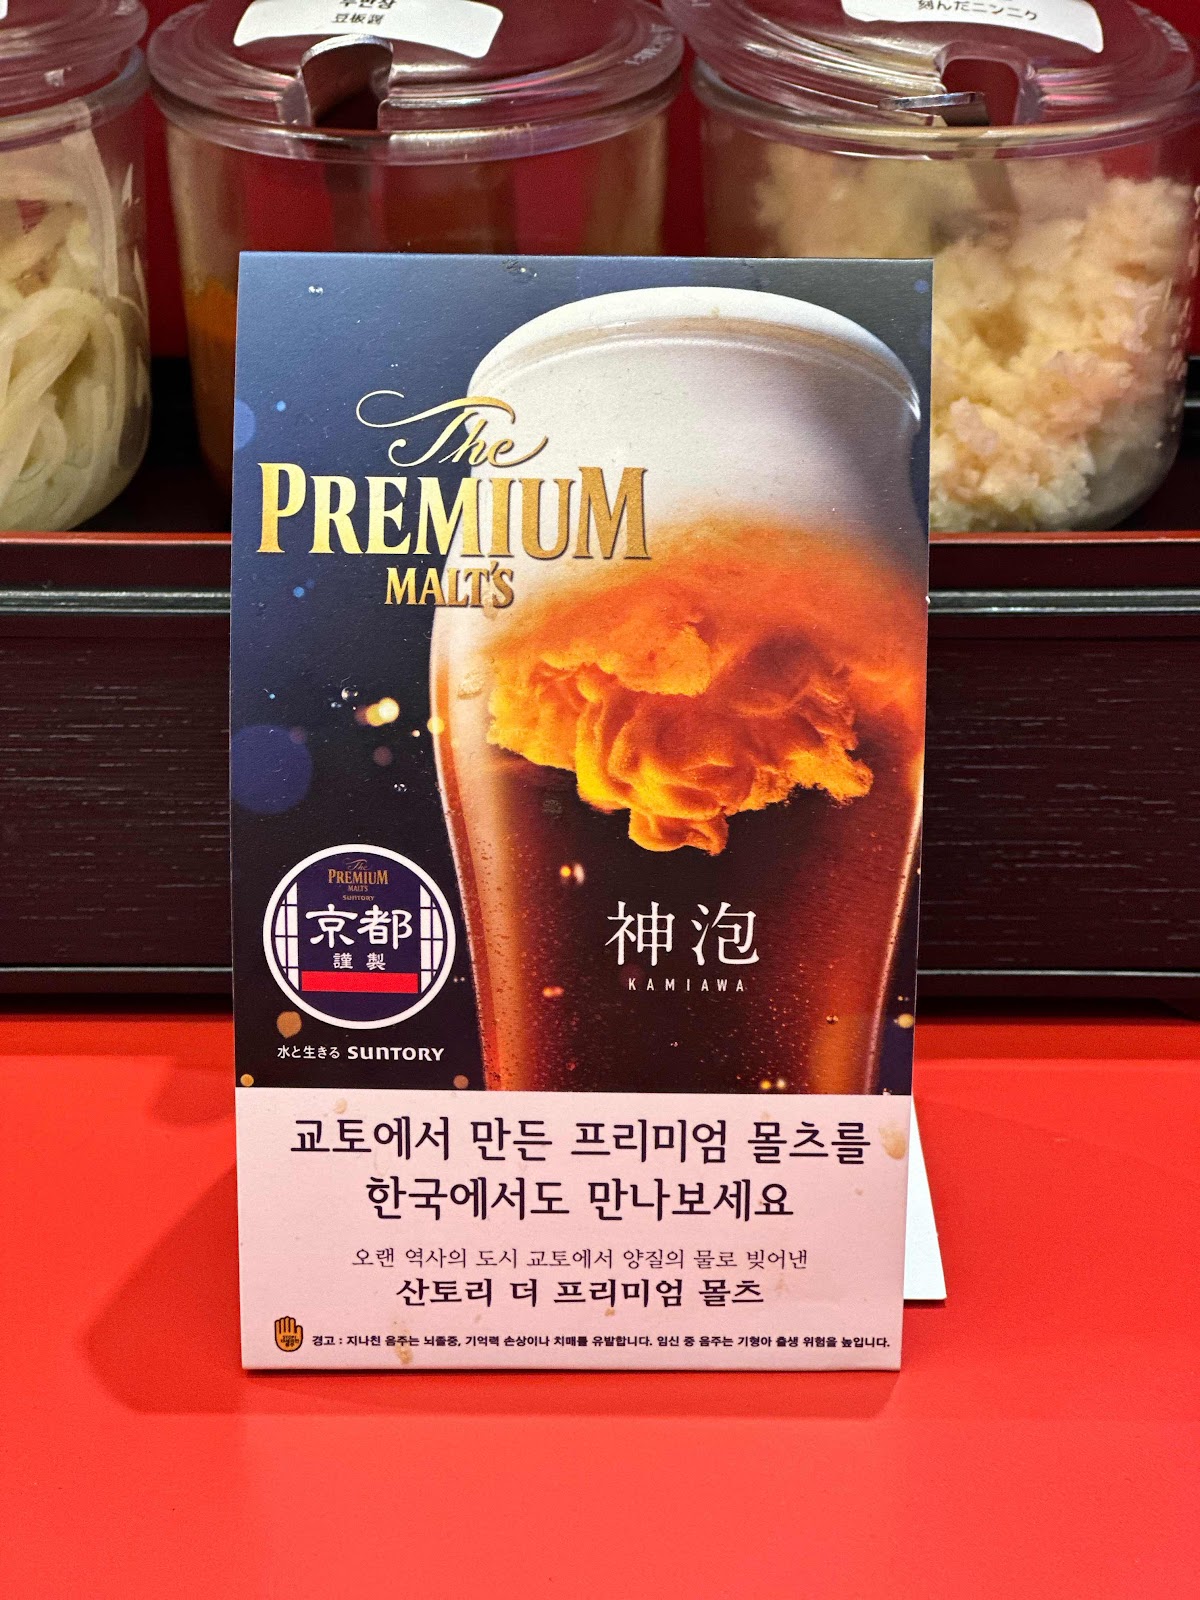 豆板醤
刻んだニンニク
The
PREMIUM
MALT'S
The
PREMIUM
MALT'S
SUNTORY
京都
謹製
神泡
KAMIAWA
水と生きる SUNTORY
교토에서 만든 프리미엄 몰츠를
한국에서도 만나보세요
오랜 역사의 도시 교토에서 양질의 물로 빚어낸
산토리 더 프리미엄 몰츠
경고 : 지나친 음주는 뇌졸중, 기억력 손상이나 치매를 유발합니다. 임신 중 음주는 기형아 출생 위험을 높입니다.